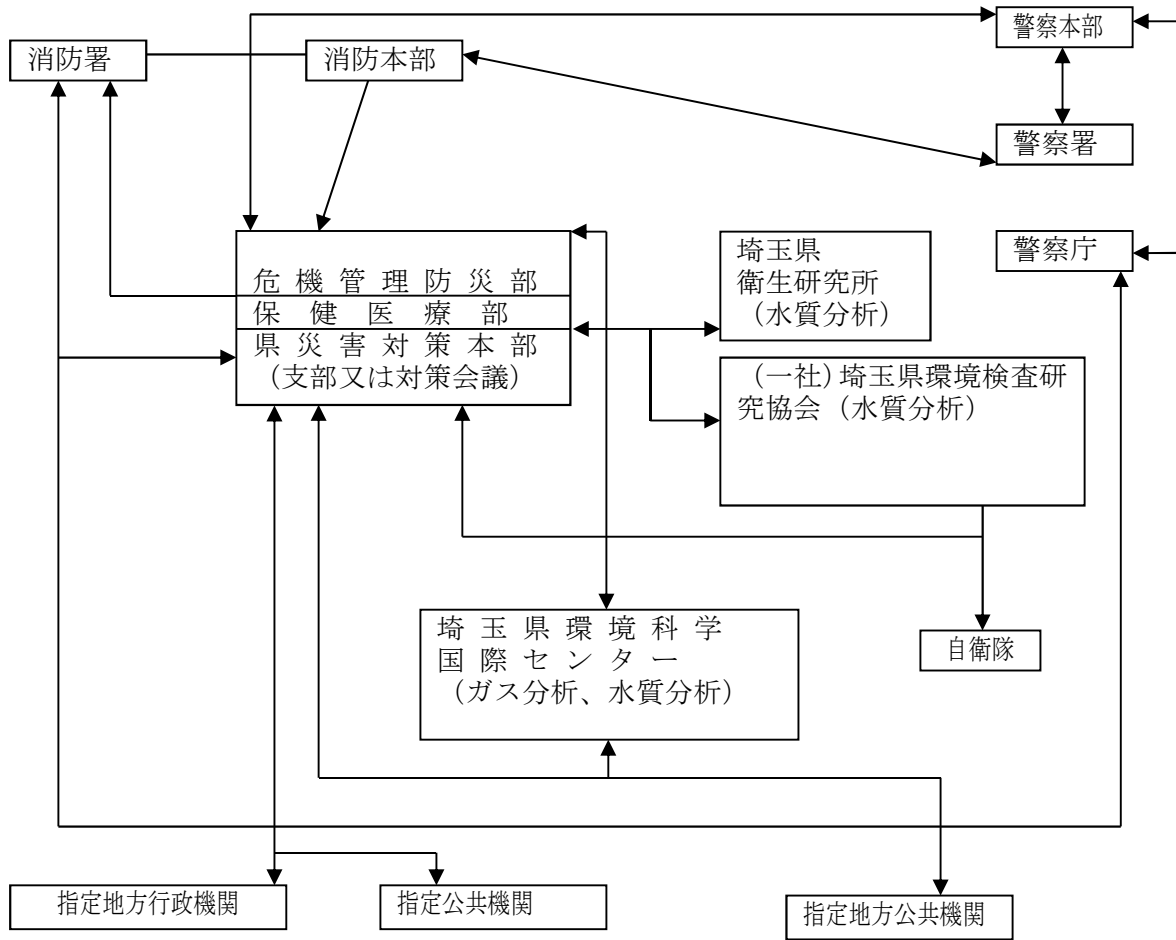 警察本部
消防署
消防本部
警察署
埼玉県
衛生研究所
（水質分析）
警察庁
危機管理防災部
保健医療部
県災害対策本部
（支部又は対策会議）
（一社）埼玉県環境検査研
究協会（水質分析）
埼玉県環境科学
国際センター
（ガス分析、水質分析）
自衛隊
指定地方行政機関
指定公共機関
指定地方公共機関